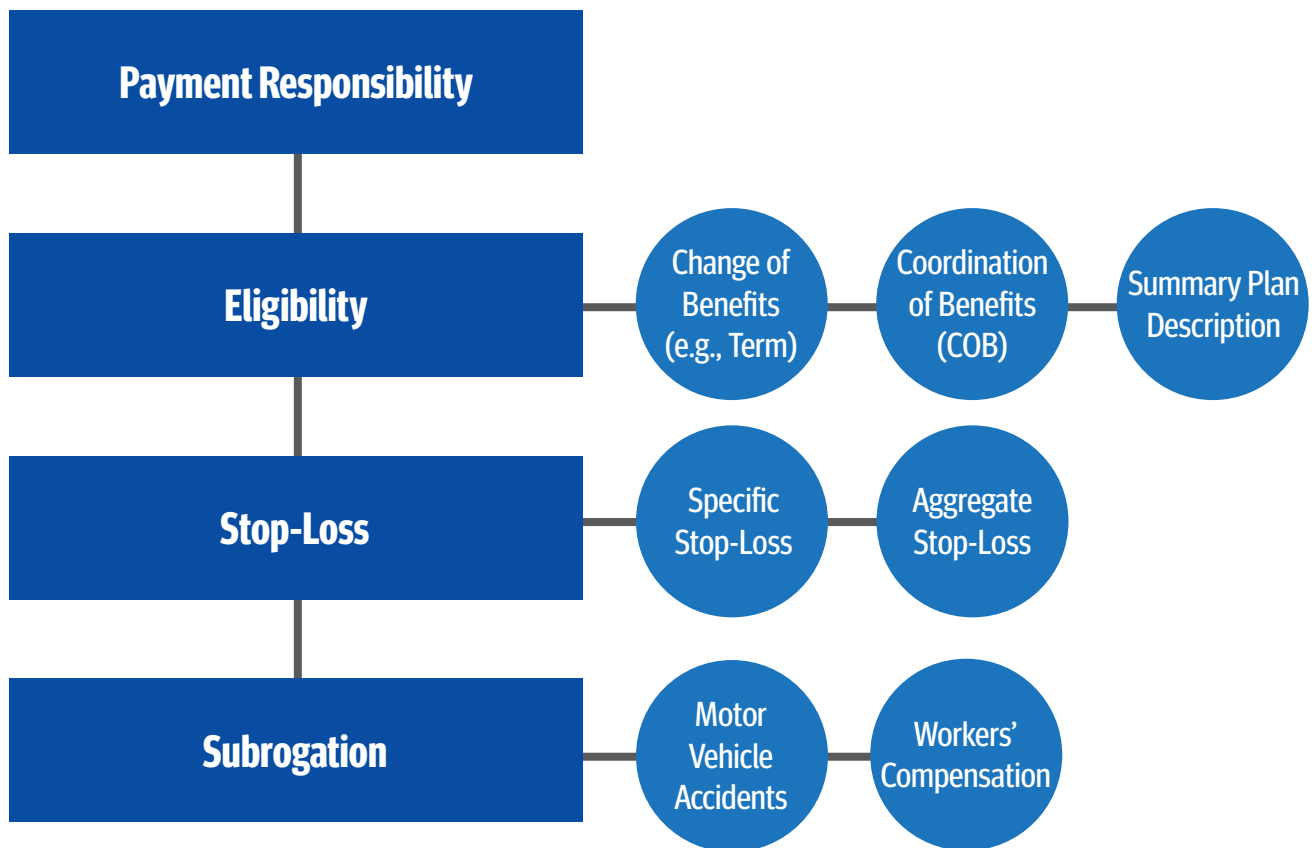 Payment Responsibility
Eligibility
Change of
Benefits
(e.g., Term)
Coordination
of Benefits
(COB)
Summary Plan
Description
Stop-Loss
Specific
Stop-Loss
Aggregate
Stop-Loss
Subrogation
Motor
Vehicle
Accidents
Workers’
Compensation